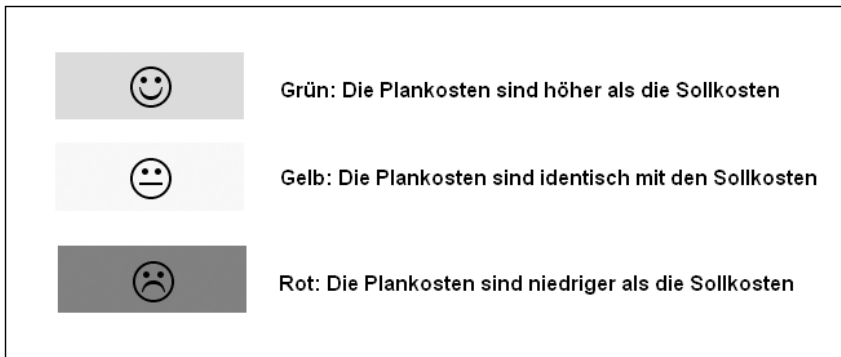 Grün: Die Plankosten sind höher als die Sollkosten
Gelb: Die Plankosten sind identisch mit den Sollkosten
Rot: Die Plankosten sind niedriger als die Sollkosten